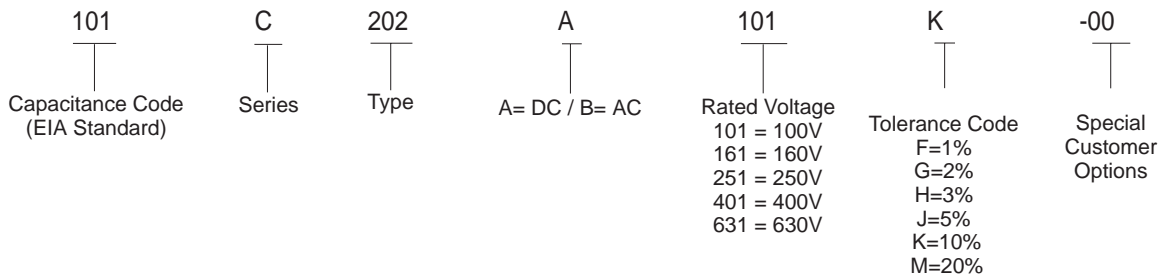 101 C 202 A 101 K -00
Capacitance Code
(EIA Standard)
Series
Type
A= DC / B= AC
Rated Voltage
101 = 100V
161 = 160V
251 = 250V
401 = 400V
631 = 630V
Tolerance Code
F=1%
G=2%
H=3%
J=5%
K=10%
M=20%
Special
Customer
Options